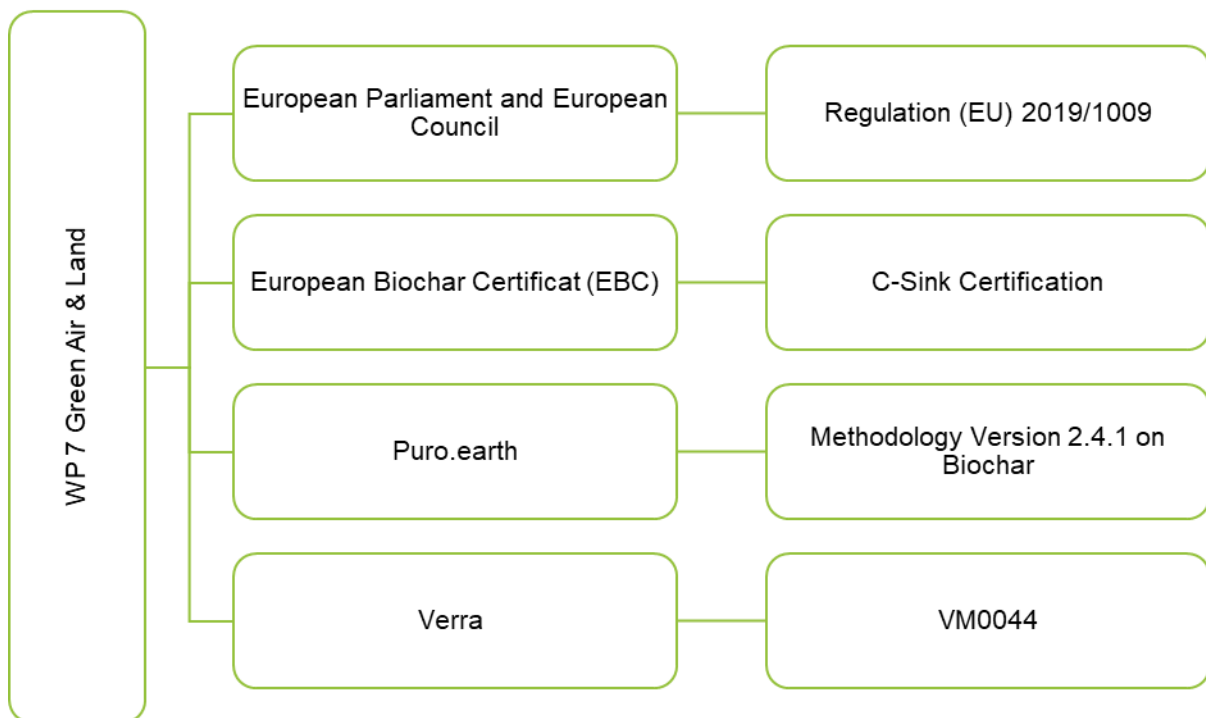 WP 7 Green Air & Land
European Parliament and European
Council
Regulation (EU) 2019/1009
European Biochar Certificat (EBC)
C-Sink Certification
Puro.earth
Methodology Version 2.4.1 on
Biochar
Verra
VM0044